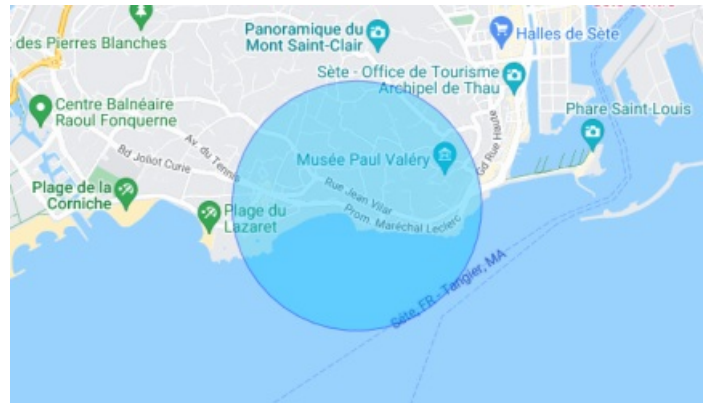 des Pierres Blanches
Panoramique du
Mont Saint-Clair
Halles de Sète
Sète - Office de Tourisme
Archipel de Thau
Phare Saint-Louis
Centre Balnéaire
Raoul Fonquerne
Av. du Tennis
Bd Joliot Curie
Musée Paul Valéry
Gd Rue Haute
Plage de la
Corniche
Plage du
Lazaret
Rue Jean Vilar
Prom. Maréchal Leclerc
Sète, FR - Tangier, MA